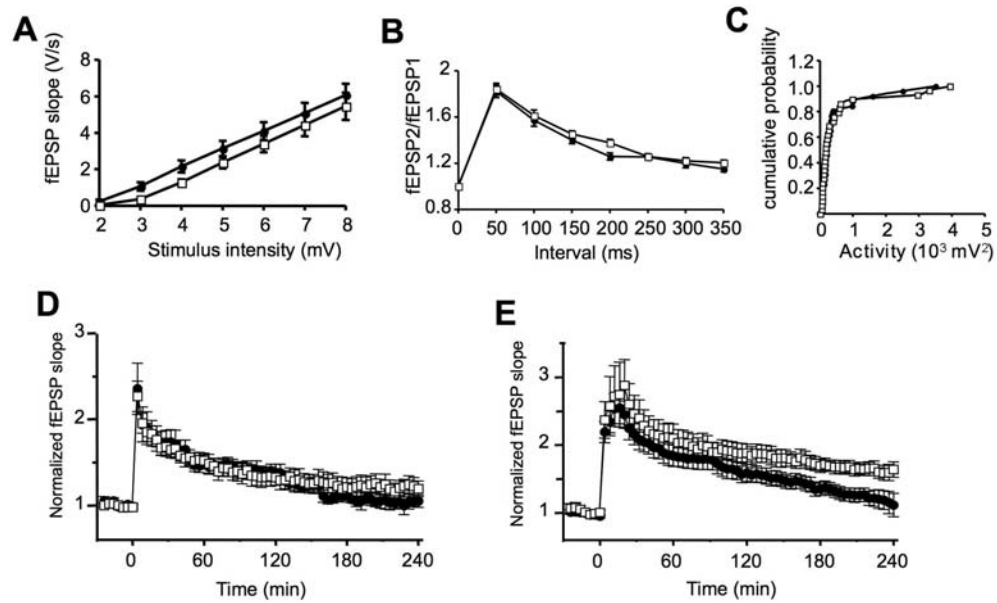 A
fEPSP slope (V/s)
8
6
4
2
0
2 3 4 5 6 7 8
Stimulus intensity (mV)
B
fEPSP2/fEPSP1
2
1.6
1.2
0.8
0 50 100 150 200 250 300 350
Interval (ms)
C
cumulative probability
1.2
1.0
0.8
0.6
0.4
0.2
0 1 2 3 4 5
Activity (10³ mV²)
D
Normalized fEPSP slope
3
2
1
0 60 120 180 240
Time (min)
E
Normalized fEPSP slope
3
2
1
0 60 120 180 240
Time (min)